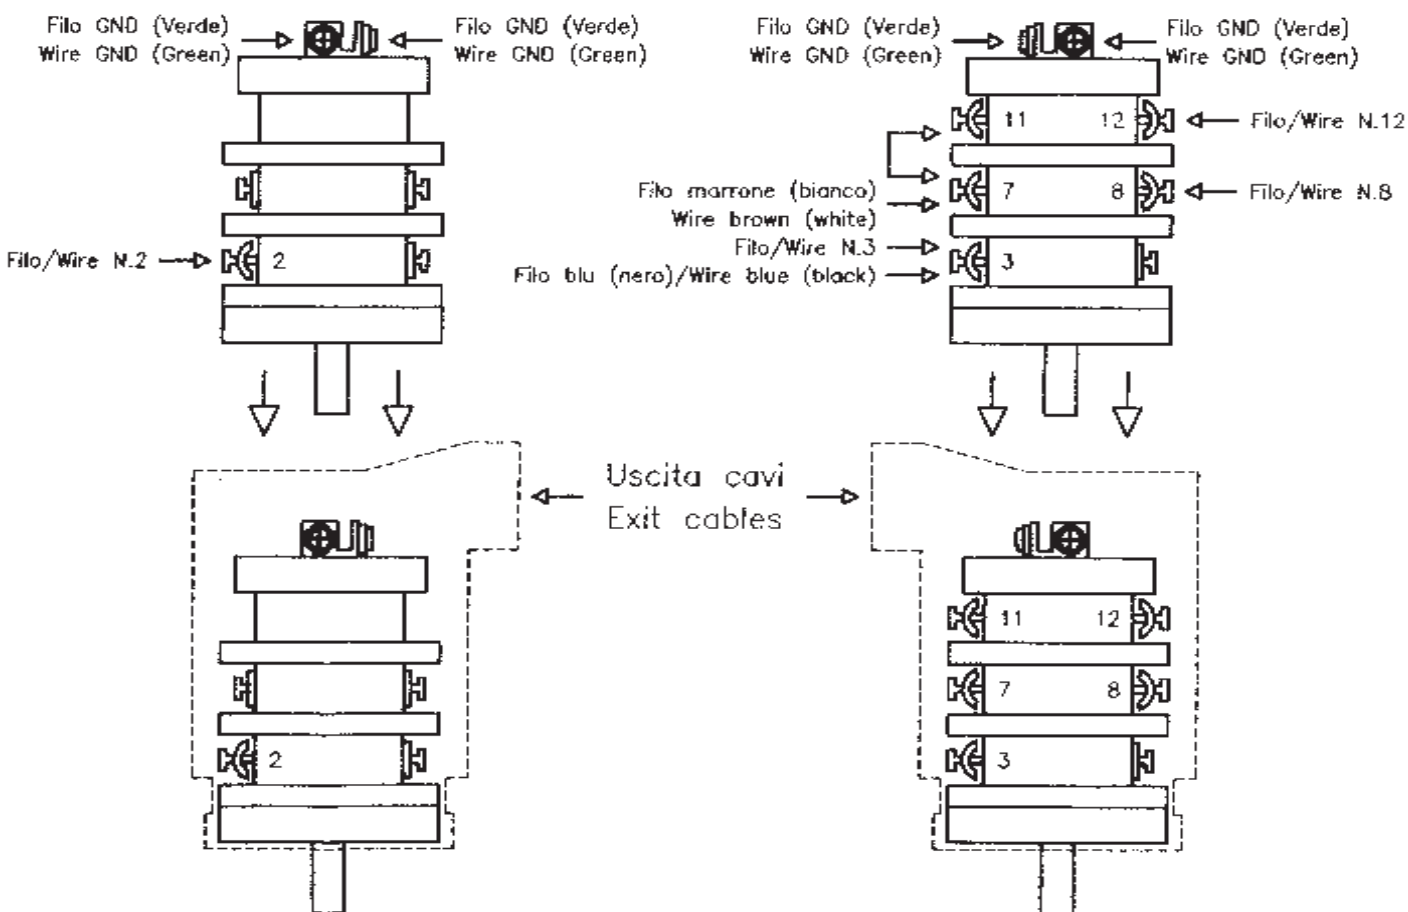 Filo GND (Verde)
Wire GND (Green)
Filo GND (Verde)
Wire GND (Green)
Filo/Wire N.2
2
Filo GND (Verde)
Wire GND (Green)
Filo GND (Verde)
Wire GND (Green)
11 12
Filo/Wire N.12
Filo marrone (bianco)
Wire brown (white)
7 8
Filo/Wire N.8
Filo/Wire N.3
Filo blu (nero)/Wire blue (black)
3
Uscita cavi
Exit cables
2
11 12
7 8
3